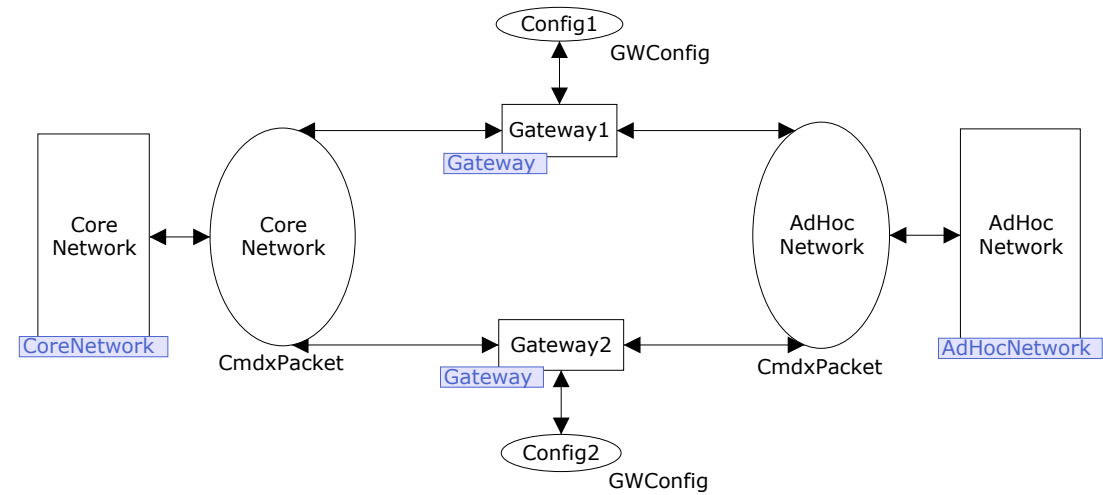 Config1
GWConfig
Gateway1
Gateway
Core
Network
Core
Network
AdHoc
Network
AdHoc
Network
CoreNetwork
CmdxPacket
Gateway2
Gateway
CmdxPacket
AdHocNetwork
Config2
GWConfig